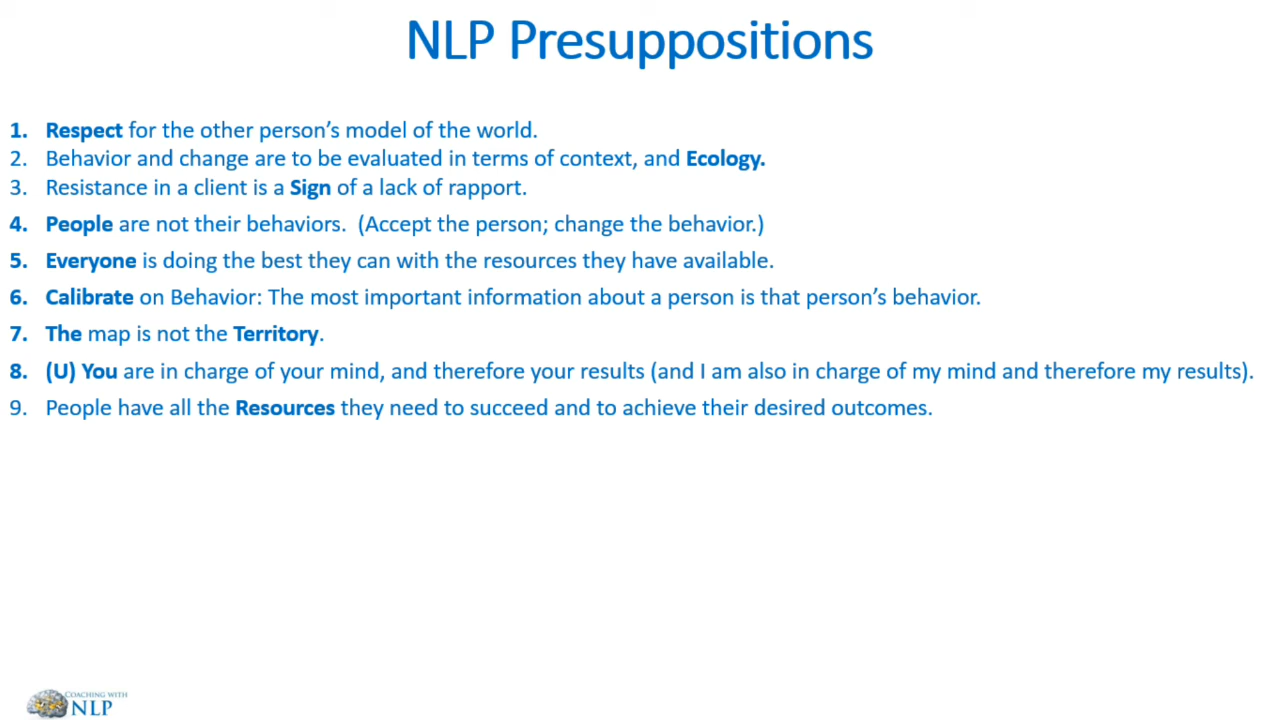 NLP Presuppositions
1. Respect for the other person’s model of the world.
2. Behavior and change are to be evaluated in terms of context, and Ecology.
3. Resistance in a client is a Sign of a lack of rapport.
4. People are not their behaviors.  (Accept the person; change the behavior.)
5. Everyone is doing the best they can with the resources they have available.
6. Calibrate on Behavior: The most important information about a person is that person’s behavior.
7. The map is not the Territory.
8. (U) You are in charge of your mind, and therefore your results (and I am also in charge of my mind and therefore my results).
9. People have all the Resources they need to succeed and to achieve their desired outcomes.
COACHING WITH
NLP